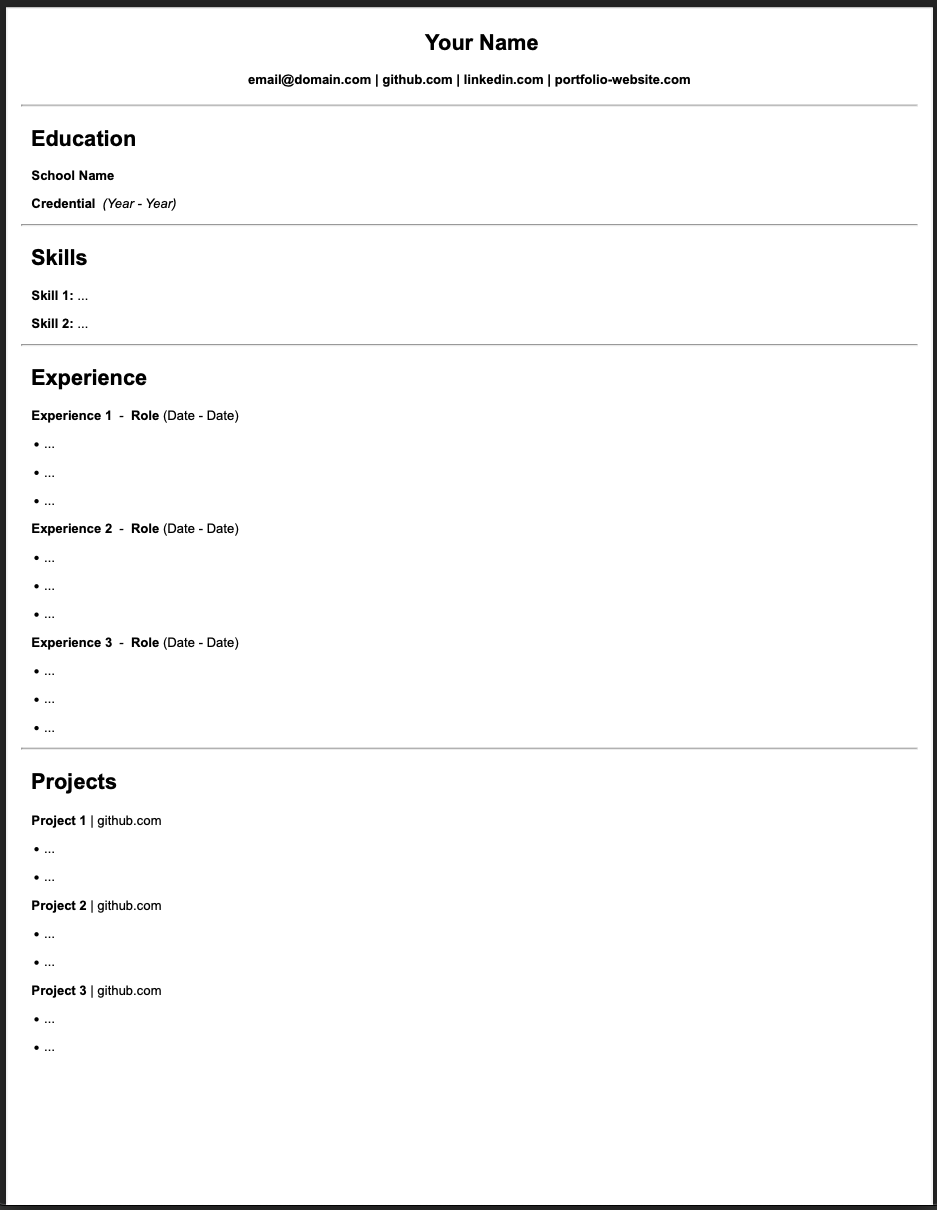 Your Name
email@domain.com | github.com | linkedin.com | portfolio-website.com
Education
School Name
Credential (Year - Year)
Skills
Skill 1: ...
Skill 2: ...
Experience
Experience 1 - Role (Date - Date)
• ...
• ...
• ...
Experience 2 - Role (Date - Date)
• ...
• ...
• ...
Experience 3 - Role (Date - Date)
• ...
• ...
• ...
Projects
Project 1 | github.com
• ...
• ...
Project 2 | github.com
• ...
• ...
Project 3 | github.com
• ...
• ...